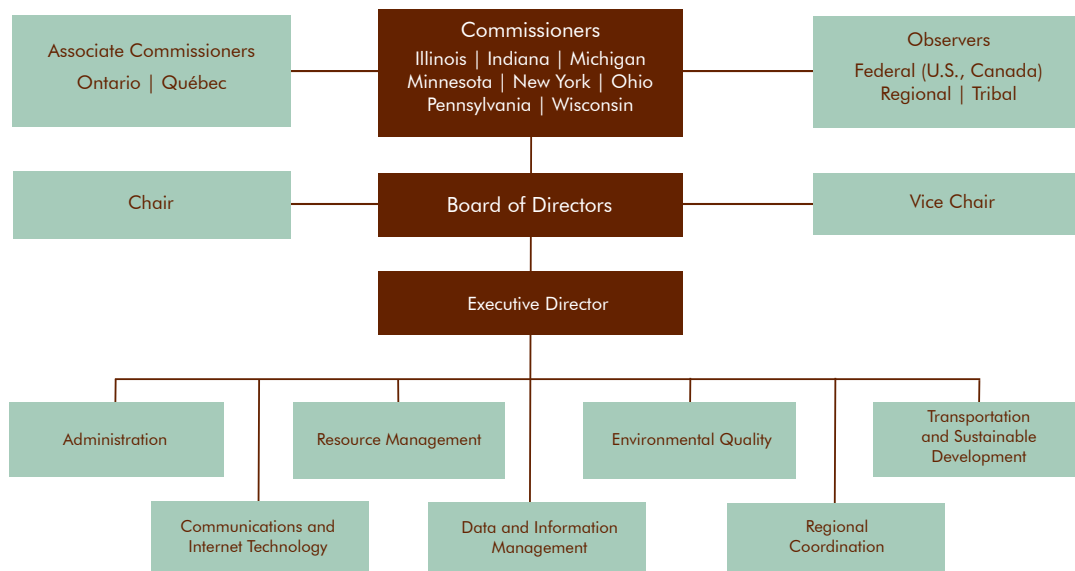 Associate Commissioners
Ontario | Québec
Commissioners
Illinois | Indiana | Michigan
Minnesota | New York | Ohio
Pennsylvania | Wisconsin
Observers
Federal (U.S., Canada)
Regional | Tribal
Chair
Board of Directors
Vice Chair
Executive Director
Administration
Resource Management
Environmental Quality
Transportation
and Sustainable
Development
Communications and
Internet Technology
Data and Information
Management
Regional
Coordination